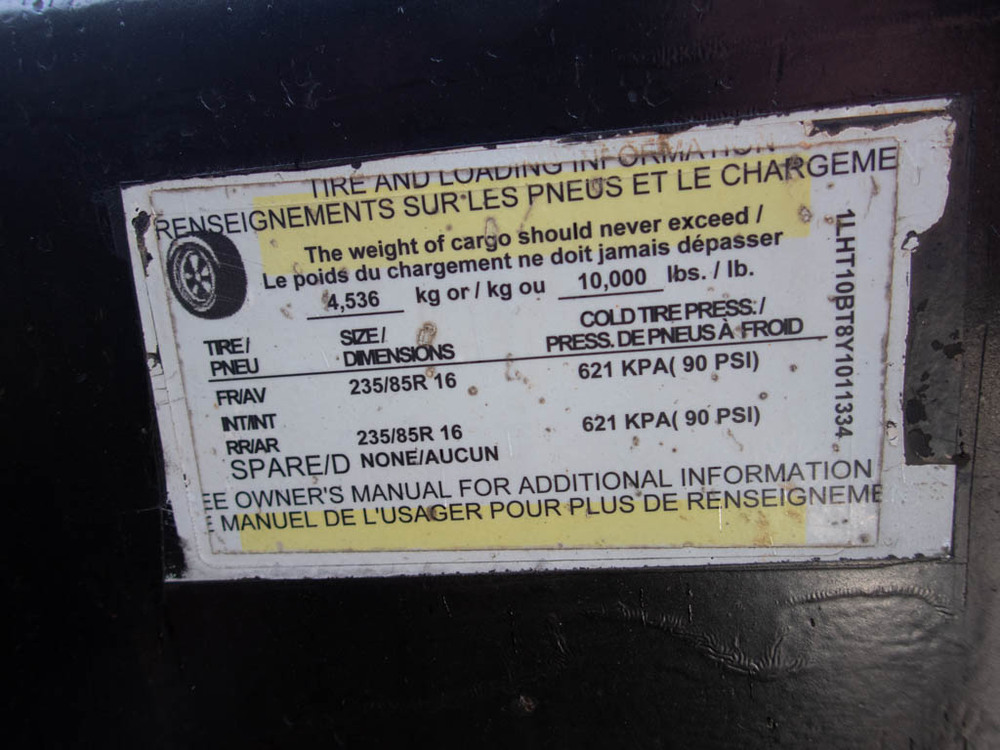 TIRE AND LOADING INFORMATION
RENSEIGNEMENTS SUR LES PNEUS ET LE CHARGEME
The weight of cargo should never exceed /
Le poids du chargement ne doit jamais dépasser
4,536 kg or / kg ou 10,000 lbs. / lb.
TIRE / PNEU
SIZE / DIMENSIONS
COLD TIRE PRESS. /
PRESS. DE PNEUS À FROID
FR/AV 235/85R 16 621 KPA( 90 PSI)
INT/INT
RR/AR 235/85R 16 621 KPA( 90 PSI)
SPARE/D NONE/AUCUN
EE OWNER'S MANUAL FOR ADDITIONAL INFORMATION
E MANUEL DE L'USAGER POUR PLUS DE RENSEIGNEME
1LHT10BT8Y1011334